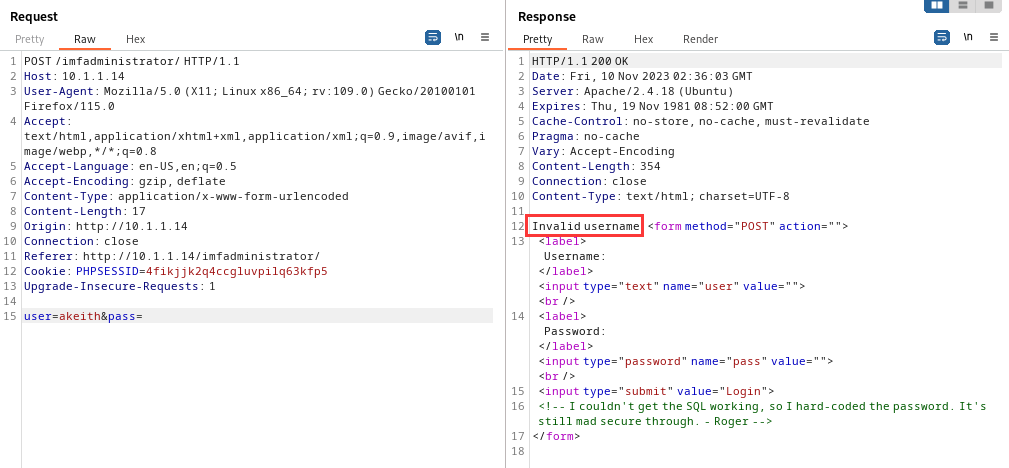 Request
Pretty Raw Hex \n
1 POST /imfadministrator/ HTTP/1.1
2 Host: 10.1.1.14
3 User-Agent: Mozilla/5.0 (X11; Linux x86_64; rv:109.0) Gecko/20100101
Firefox/115.0
4 Accept:
text/html,application/xhtml+xml,application/xml;q=0.9,image/avif,i
mage/webp,*/*;q=0.8
5 Accept-Language: en-US,en;q=0.5
6 Accept-Encoding: gzip, deflate
7 Content-Type: application/x-www-form-urlencoded
8 Content-Length: 17
9 Origin: http://10.1.1.14
10 Connection: close
11 Referer: http://10.1.1.14/imfadministrator/
12 Cookie: PHPSESSID=4fikjjk2q4ccgluvpilq63kfp5
13 Upgrade-Insecure-Requests: 1
14
15 user=akeith&pass=
Response
Pretty Raw Hex Render \n
1 HTTP/1.1 200 OK
2 Date: Fri, 10 Nov 2023 02:36:03 GMT
3 Server: Apache/2.4.18 (Ubuntu)
4 Expires: Thu, 19 Nov 1981 08:52:00 GMT
5 Cache-Control: no-store, no-cache, must-revalidate
6 Pragma: no-cache
7 Vary: Accept-Encoding
8 Content-Length: 354
9 Connection: close
10 Content-Type: text/html; charset=UTF-8
11
12 Invalid username <form method="POST" action="">
13 <label>
Username:
</label>
<input type="text" name="user" value="">
<br />
14 <label>
Password:
</label>
<input type="password" name="pass" value="">
<br />
15 <input type="submit" value="Login">
16 <!-- I couldn't get the SQL working, so I hard-coded the password. It's
still mad secure through. - Roger -->
17 </form>
18